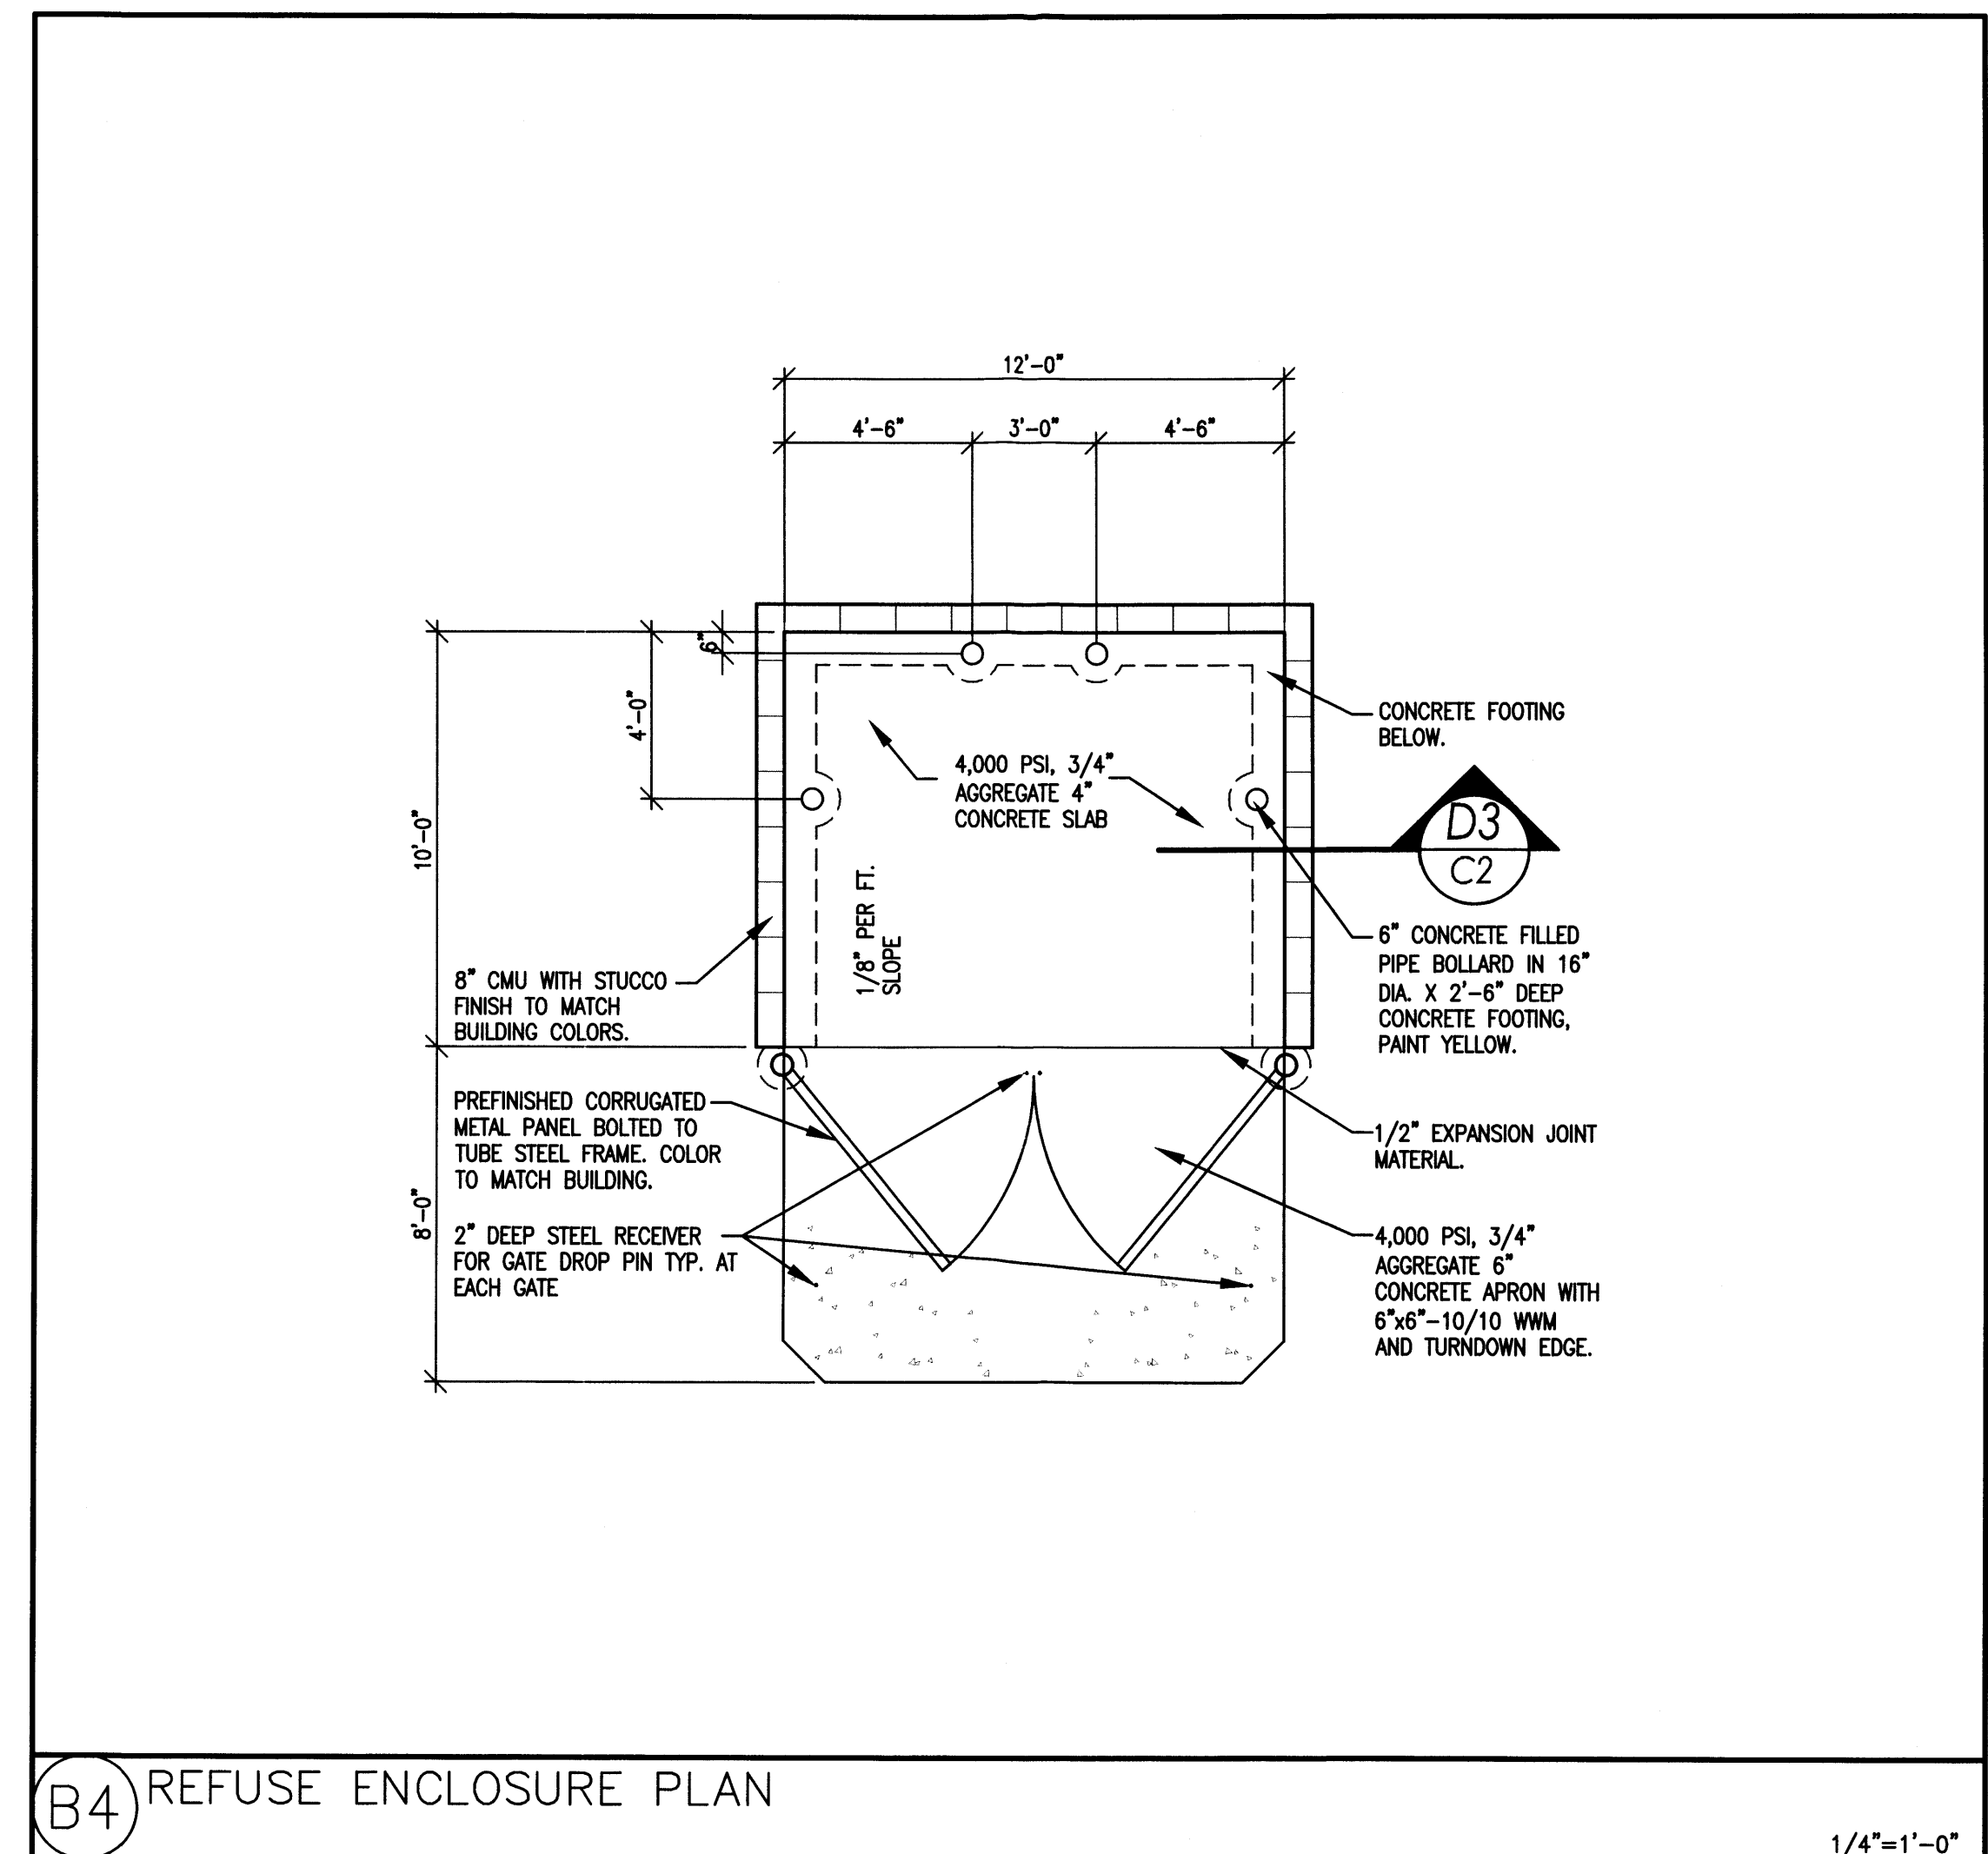 12'-0"
4'-6" 3'-0" 4'-6"
6"
4'-0"
10'-0"
8'-0"
CONCRETE FOOTING
BELOW.
4,000 PSI, 3/4"
AGGREGATE 4"
CONCRETE SLAB
D3
C2
1/8" PER FT.
SLOPE
6" CONCRETE FILLED
PIPE BOLLARD IN 16"
DIA. X 2'-6" DEEP
CONCRETE FOOTING,
PAINT YELLOW.
8" CMU WITH STUCCO
FINISH TO MATCH
BUILDING COLORS.
PREFINISHED CORRUGATED
METAL PANEL BOLTED TO
TUBE STEEL FRAME. COLOR
TO MATCH BUILDING.
1/2" EXPANSION JOINT
MATERIAL.
2" DEEP STEEL RECEIVER
FOR GATE DROP PIN TYP. AT
EACH GATE
4,000 PSI, 3/4"
AGGREGATE 6"
CONCRETE APRON WITH
6"x6"-10/10 WWM
AND TURNDOWN EDGE.
B4 REFUSE ENCLOSURE PLAN
1/4"=1'-0"